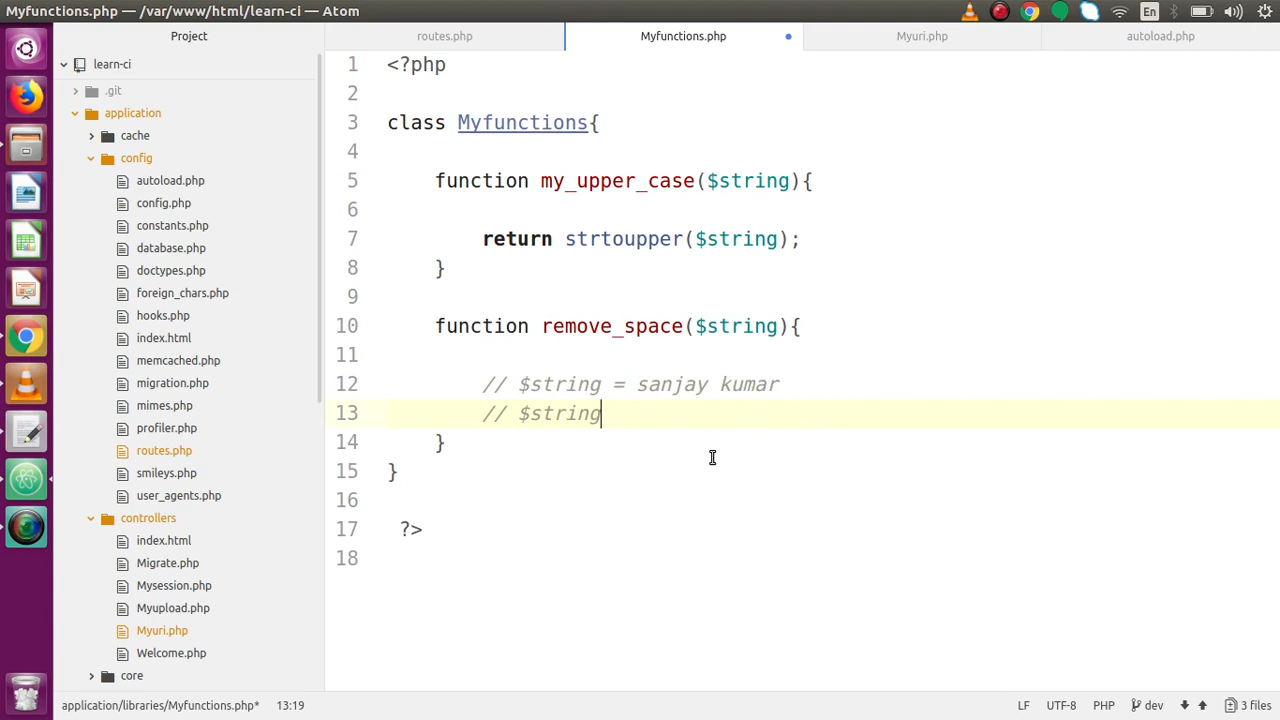 Myfunctions.php — /var/www/html/learn-ci — Atom
En
Project
routes.php
Myfunctions.php
Myuri.php
autoload.php
learn-ci
.git
application
cache
config
autoload.php
config.php
constants.php
database.php
doctypes.php
foreign_chars.php
hooks.php
index.html
memcached.php
migration.php
mimes.php
profiler.php
routes.php
smileys.php
user_agents.php
controllers
index.html
Migrate.php
Mysession.php
Myupload.php
Myuri.php
Welcome.php
core
1 <?php
2
3 class Myfunctions{
4
5 function my_upper_case($string){
6
7 return strtoupper($string);
8 }
9
10 function remove_space($string){
11
12 // $string = sanjay kumar
13 // $string
14 }
15 }
16
17 ?>
18
application/libraries/Myfunctions.php* 13:19
LF UTF-8 PHP dev 3 files